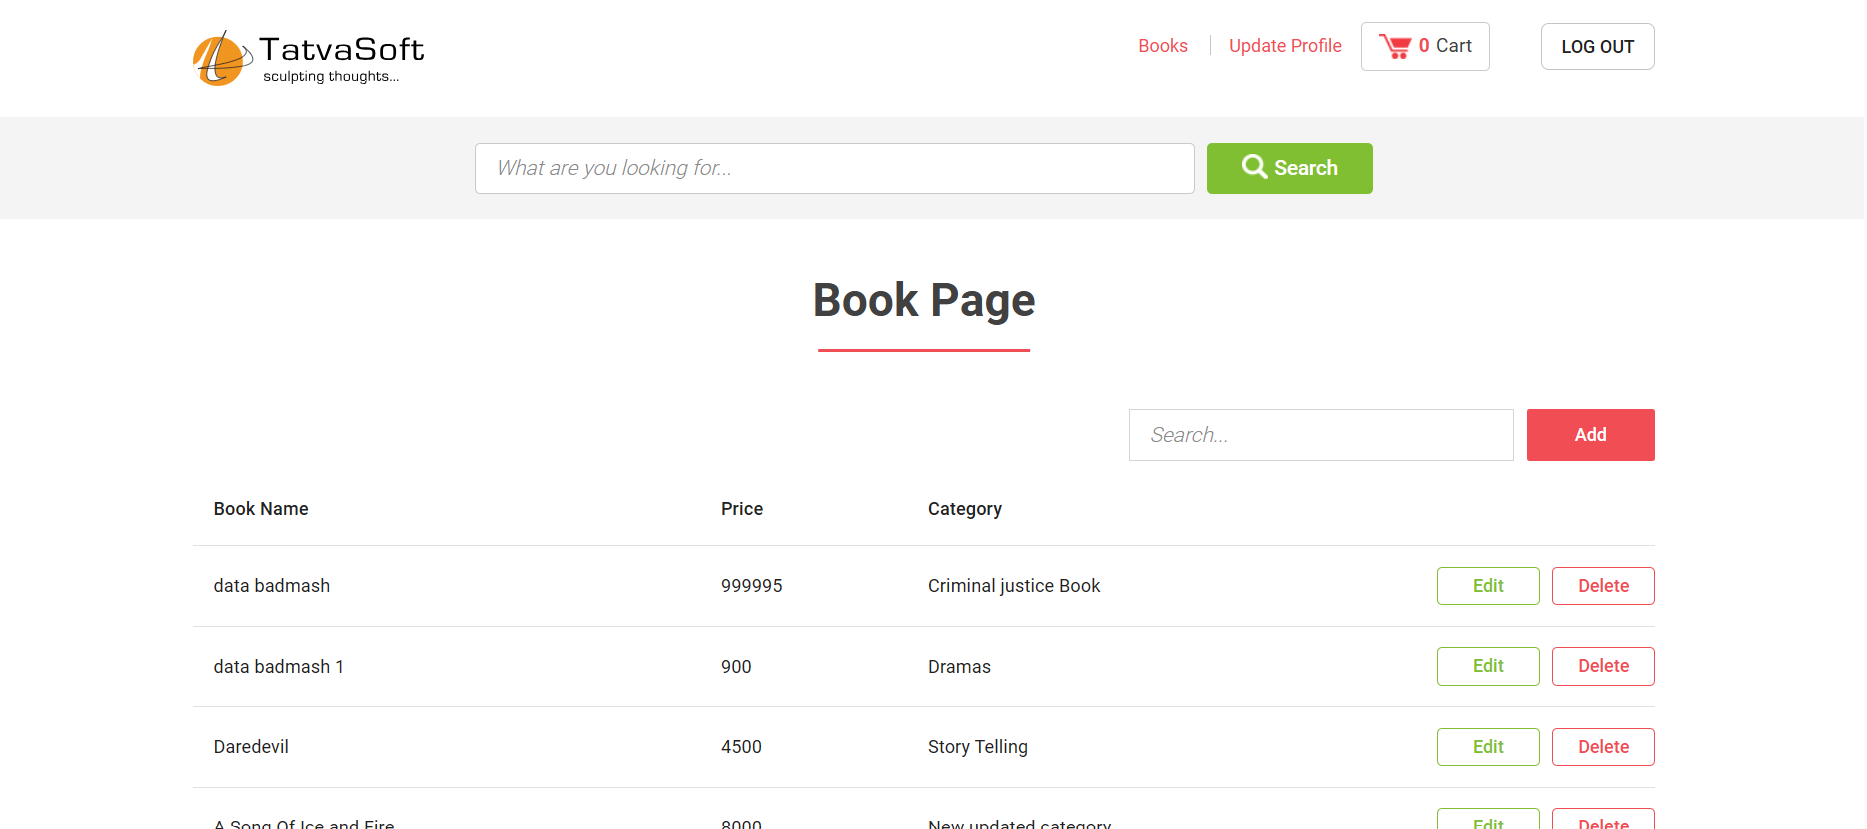 TatvaSoft
sculpting thoughts...
Books
Update Profile
0 Cart
LOG OUT
What are you looking for...
Search
Book Page
Search...
Add
Book Name Price Category
data badmash 999995 Criminal justice Book Edit Delete
data badmash 1 900 Dramas Edit Delete
Daredevil 4500 Story Telling Edit Delete
A Song Of Ice and Fire 8000 New updated category Edit Delete